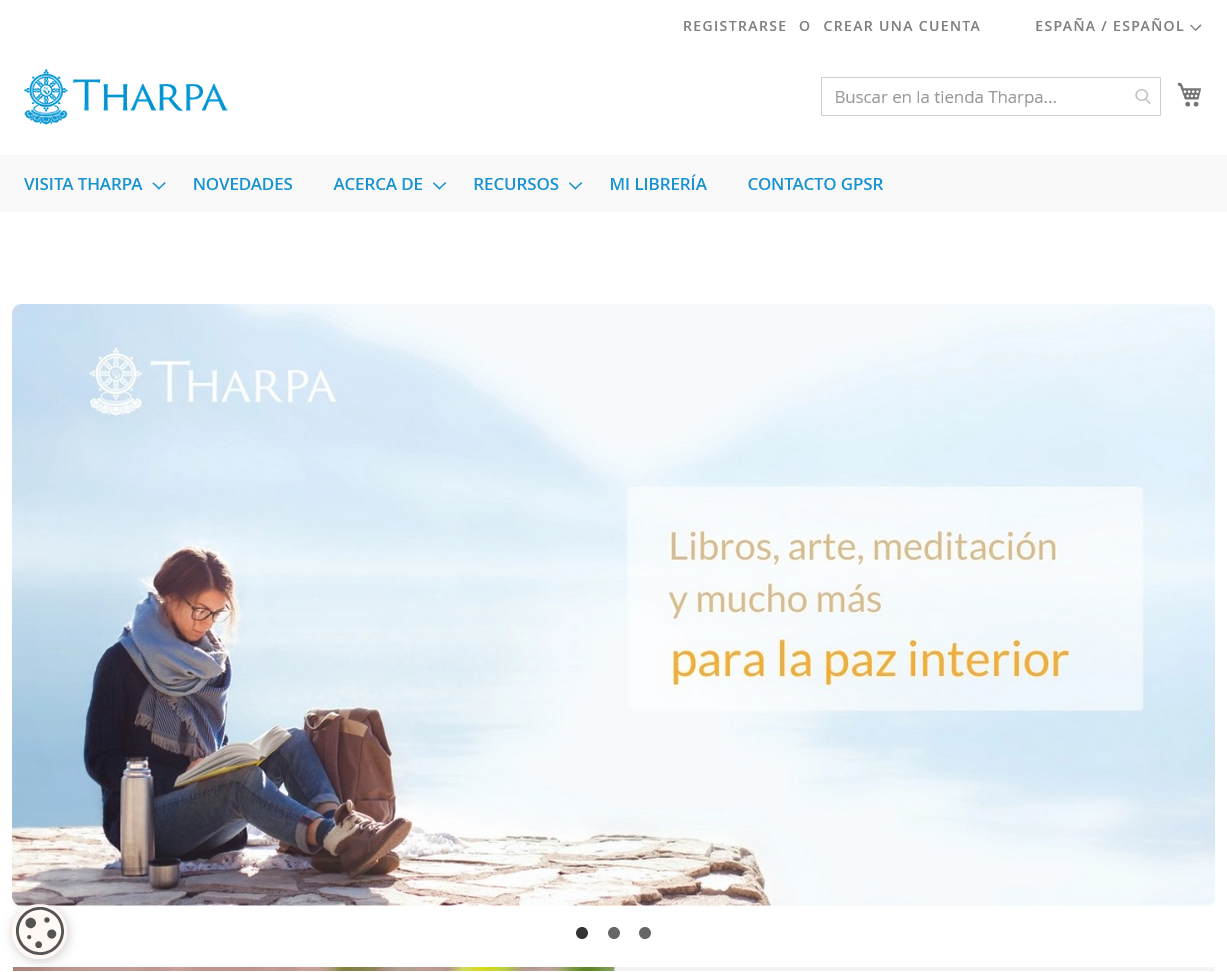 REGISTRARSE O CREAR UNA CUENTA ESPAÑA / ESPAÑOL
THARPA
Buscar en la tienda Tharpa...
VISITA THARPA NOVEDADES ACERCA DE RECURSOS MI LIBRERÍA CONTACTO GPSR
THARPA
Libros, arte, meditación
y mucho más
para la paz interior